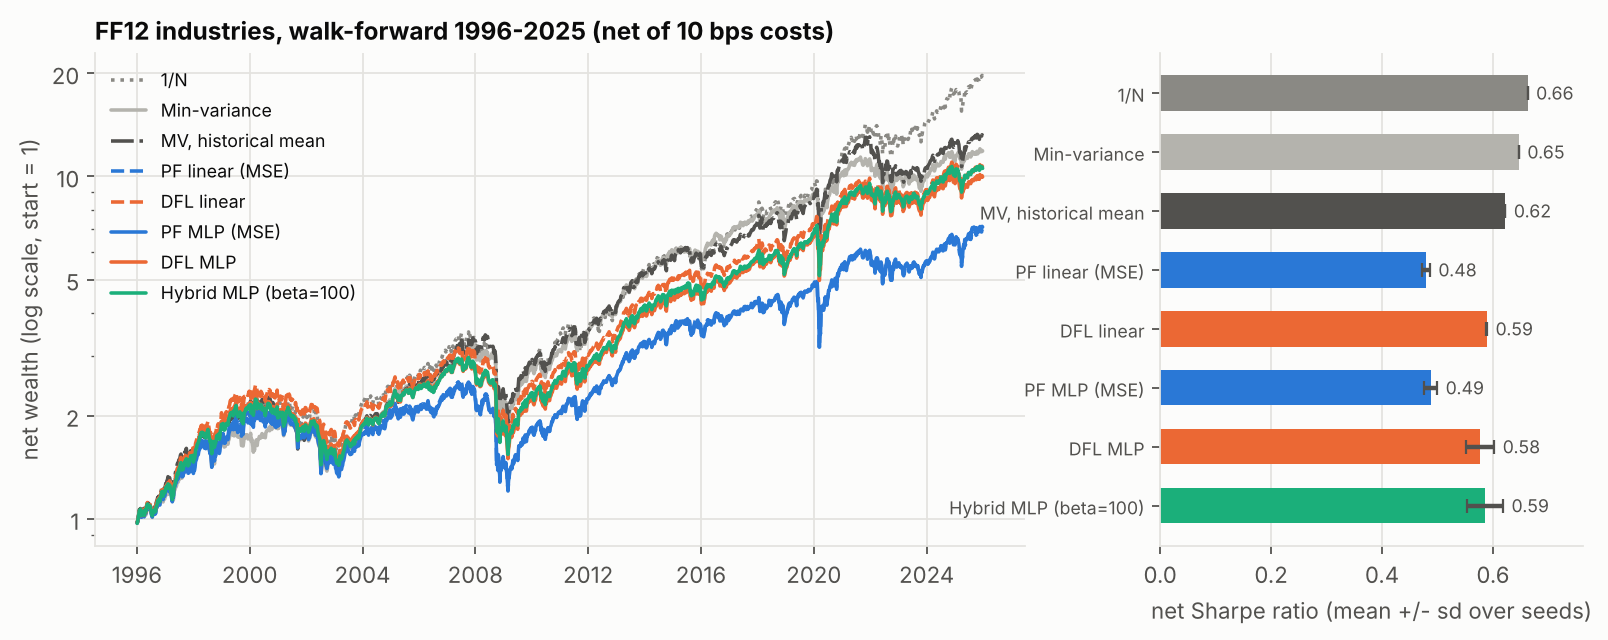 FF12 industries, walk-forward 1996-2025 (net of 10 bps costs)
net wealth (log scale, start = 1)
20
10
5
2
1
1/N
Min-variance
MV, historical mean
PF linear (MSE)
DFL linear
PF MLP (MSE)
DFL MLP
Hybrid MLP (beta=100)
1996
2000
2004
2008
2012
2016
2020
2024
1/N
0.66
Min-variance
0.65
MV, historical mean
0.62
PF linear (MSE)
0.48
DFL linear
0.59
PF MLP (MSE)
0.49
DFL MLP
0.58
Hybrid MLP (beta=100)
0.59
0.0
0.2
0.4
0.6
net Sharpe ratio (mean +/- sd over seeds)